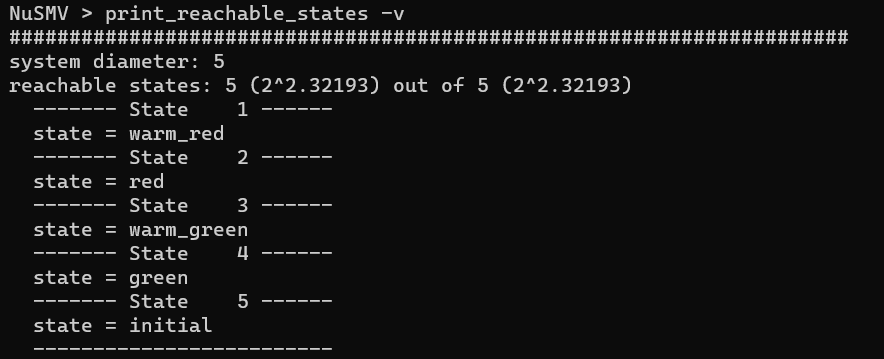 NuSMV > print_reachable_states -v
######################################################################
system diameter: 5
reachable states: 5 (2^2.32193) out of 5 (2^2.32193)
  ------- State    1 ------
  state = warm_red
  ------- State    2 ------
  state = red
  ------- State    3 ------
  state = warm_green
  ------- State    4 ------
  state = green
  ------- State    5 ------
  state = initial
  -------------------------